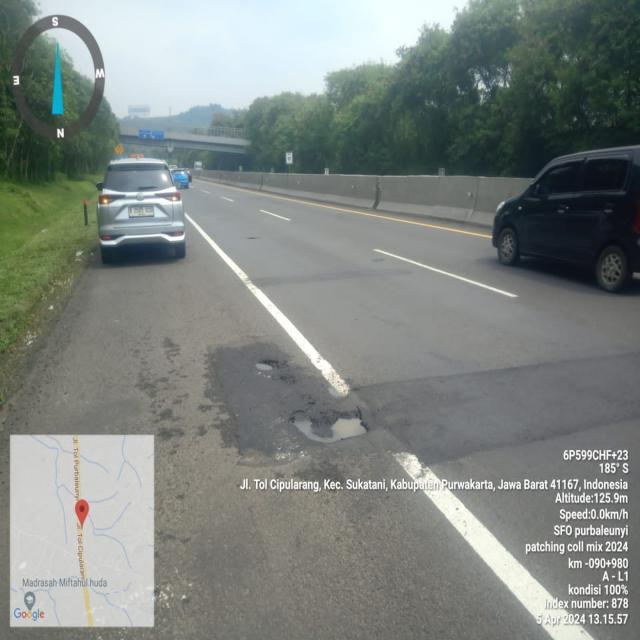 S
E
W
N
6P599CHF+23
185° S
Jl. Tol Cipularang, Kec. Sukatani, Kabupaten Purwakarta, Jawa Barat 41167, Indonesia
Altitude:125.9m
Speed:0.0km/h
SFO purbaleunyi
patching coll mix 2024
km -090+980
A - L1
kondisi 100%
Index number: 878
5 Apr 2024 13.15.57
Jl. Tol Purbaleunyi
Jl. Tol Cipularang
Madrasah Miftahul huda
Google